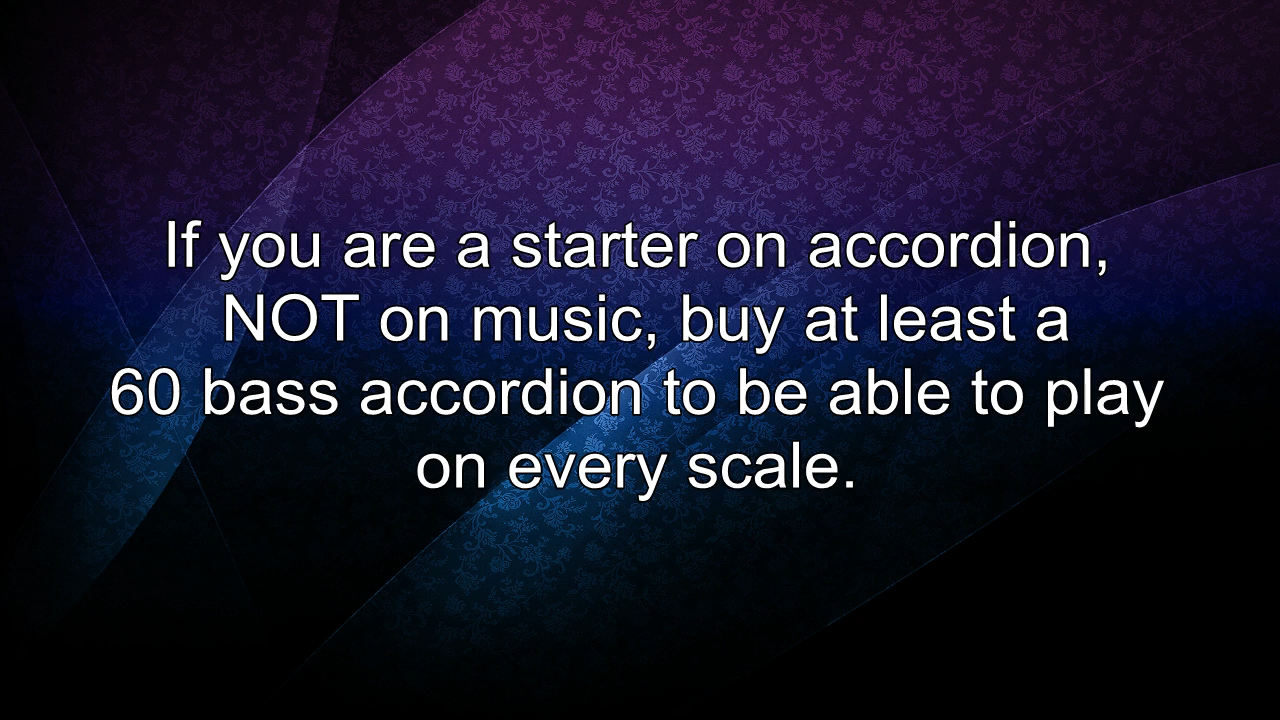 If you are a starter on accordion,
NOT on music, buy at least a
60 bass accordion to be able to play
on every scale.